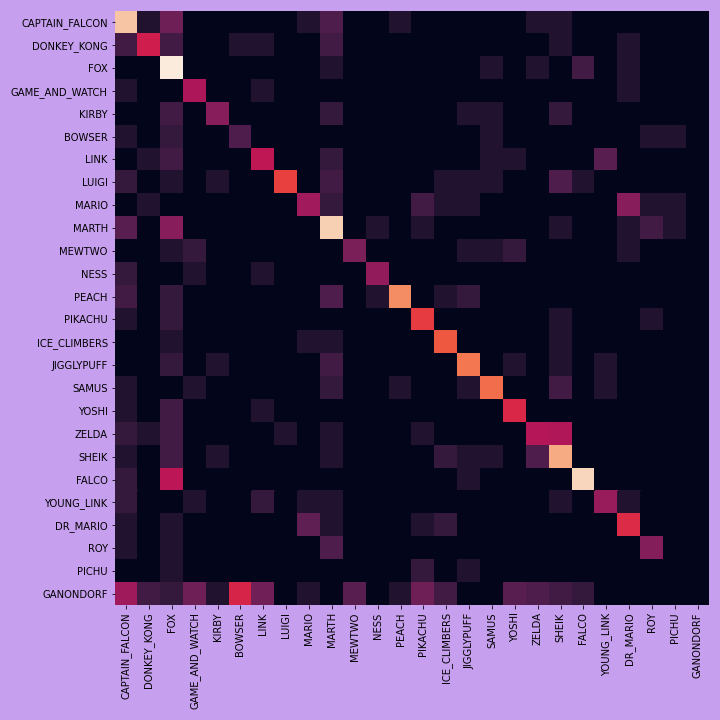 CAPTAIN_FALCON
DONKEY_KONG
FOX
GAME_AND_WATCH
KIRBY
BOWSER
LINK
LUIGI
MARIO
MARTH
MEWTWO
NESS
PEACH
PIKACHU
ICE_CLIMBERS
JIGGLYPUFF
SAMUS
YOSHI
ZELDA
SHEIK
FALCO
YOUNG_LINK
DR_MARIO
ROY
PICHU
GANONDORF
CAPTAIN_FALCON
DONKEY_KONG
FOX
GAME_AND_WATCH
KIRBY
BOWSER
LINK
LUIGI
MARIO
MARTH
MEWTWO
NESS
PEACH
PIKACHU
ICE_CLIMBERS
JIGGLYPUFF
SAMUS
YOSHI
ZELDA
SHEIK
FALCO
YOUNG_LINK
DR_MARIO
ROY
PICHU
GANONDORF